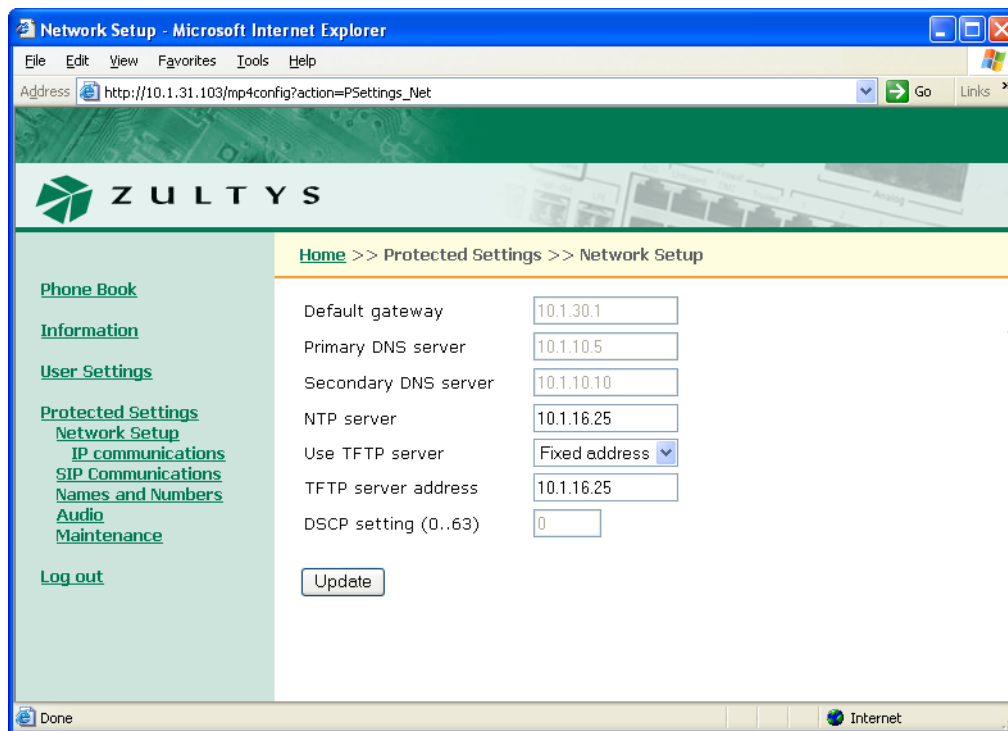 Network Setup - Microsoft Internet Explorer
File Edit View Favorites Tools Help
Address http://10.1.31.103/mp4config?action=PSettings_Net Go Links »
ZULTYS
Analog
Home >> Protected Settings >> Network Setup
Phone Book
Information
User Settings
Protected Settings
Network Setup
IP communications
SIP Communications
Names and Numbers
Audio
Maintenance
Log out
Default gateway 10.1.30.1
Primary DNS server 10.1.10.5
Secondary DNS server 10.1.10.10
NTP server 10.1.16.25
Use TFTP server Fixed address
TFTP server address 10.1.16.25
DSCP setting (0..63) 0
Update
Done Internet